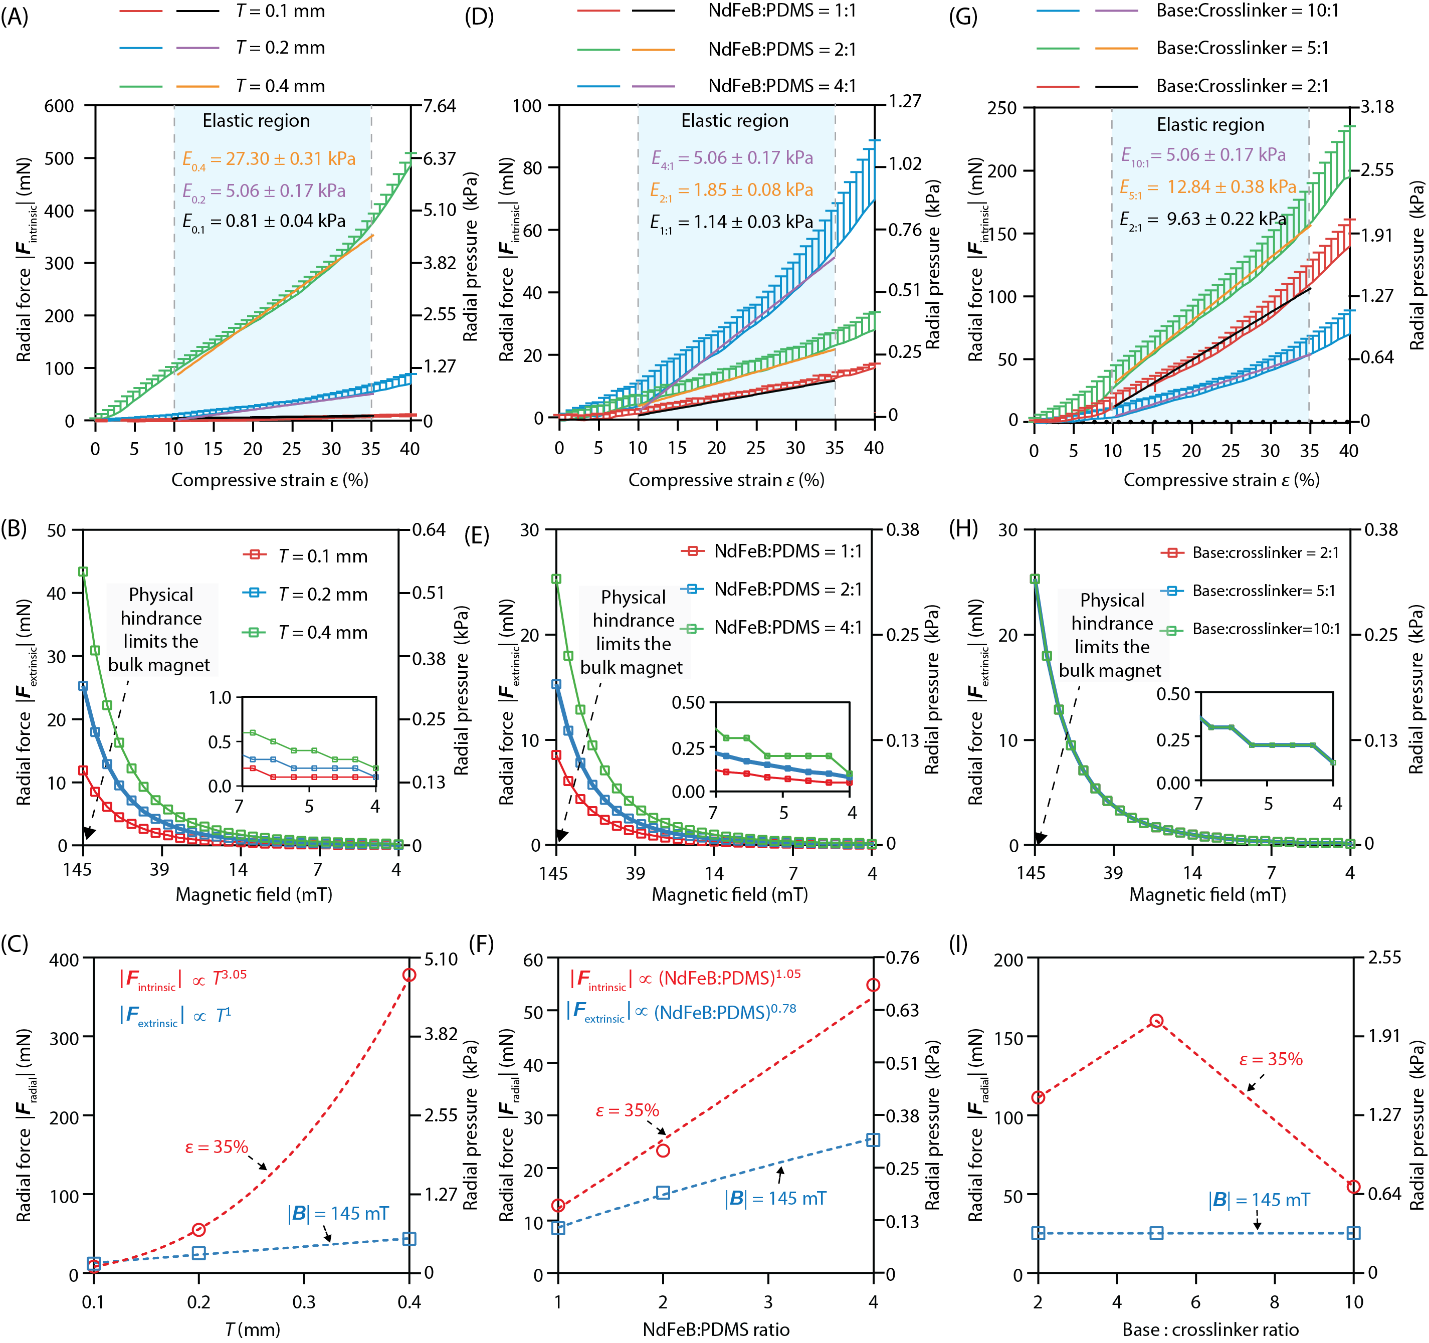 (A)
T = 0.1 mm
T = 0.2 mm
T = 0.4 mm
Elastic region
E0.4 = 27.30 ± 0.31 kPa
E0.2 = 5.06 ± 0.17 kPa
E0.1 = 0.81 ± 0.04 kPa
Radial force |Fintrinsic| (mN)
600
500
400
300
200
100
0
7.64
6.37
5.10
3.82
2.55
1.27
0
Radial pressure (kPa)
0 5 10 15 20 25 30 35 40
Compressive strain ε (%)
(D)
NdFeB:PDMS = 1:1
NdFeB:PDMS = 2:1
NdFeB:PDMS = 4:1
Elastic region
E4:1 = 5.06 ± 0.17 kPa
E2:1 = 1.85 ± 0.08 kPa
E1:1 = 1.14 ± 0.03 kPa
Radial force |Fintrinsic| (mN)
100
80
60
40
20
0
1.27
1.02
0.76
0.51
0.25
0
Radial pressure (kPa)
0 5 10 15 20 25 30 35 40
Compressive strain ε (%)
(G)
Base:Crosslinker = 10:1
Base:Crosslinker = 5:1
Base:Crosslinker = 2:1
Elastic region
E10:1 = 5.06 ± 0.17 kPa
E5:1 = 12.84 ± 0.38 kPa
E2:1 = 9.63 ± 0.22 kPa
Radial force |Fintrinsic| (mN)
250
200
150
100
50
0
3.18
2.55
1.91
1.27
0.64
0
Radial pressure (kPa)
0 5 10 15 20 25 30 35 40
Compressive strain ε (%)
(B)
T = 0.1 mm
T = 0.2 mm
T = 0.4 mm
Physical
hindrance
limits the
bulk magnet
Radial force |Fextrinsic| (mN)
50
40
30
20
10
0
0.64
0.51
0.38
0.25
0.13
0
Radial pressure (kPa)
1.0
0.5
0.0
7 5 4
145 39 14 7 4
Magnetic field (mT)
(E)
NdFeB:PDMS = 1:1
NdFeB:PDMS = 2:1
NdFeB:PDMS = 4:1
Physical
hindrance
limits the
bulk magnet
Radial force |Fextrinsic| (mN)
30
20
10
0
0.38
0.25
0.13
0
Radial pressure (kPa)
0.50
0.25
0.00
7 5 4
145 39 14 7 4
Magnetic field (mT)
(H)
Base:crosslinker = 2:1
Base:crosslinker= 5:1
Base:crosslinker=10:1
Physical
hindrance
limits the
bulk magnet
Radial force |Fextrinsic| (mN)
30
20
10
0
0.38
0.25
0.13
0
Radial pressure (kPa)
0.50
0.25
0.00
7 5 4
145 39 14 7 4
Magnetic field (mT)
(C)
|Fintrinsic| ∝ T^3.05
|Fextrinsic| ∝ T^1
ε = 35%
|B| = 145 mT
Radial force |Fradial| (mN)
400
300
200
100
0
5.10
3.82
2.55
1.27
0
Radial pressure (kPa)
0.1 0.2 0.3 0.4
T (mm)
(F)
|Fintrinsic| ∝ (NdFeB:PDMS)^1.05
|Fextrinsic| ∝ (NdFeB:PDMS)^0.78
ε = 35%
|B| = 145 mT
Radial force |Fradial| (mN)
60
50
40
30
20
10
0
0.76
0.63
0.51
0.38
0.25
0.13
0
Radial pressure (kPa)
1 2 3 4
NdFeB:PDMS ratio
(I)
ε = 35%
|B| = 145 mT
Radial force |Fradial| (mN)
200
150
100
50
0
2.55
1.91
1.27
0.64
0
Radial pressure (kPa)
2 4 6 8 10
Base : crosslinker ratio